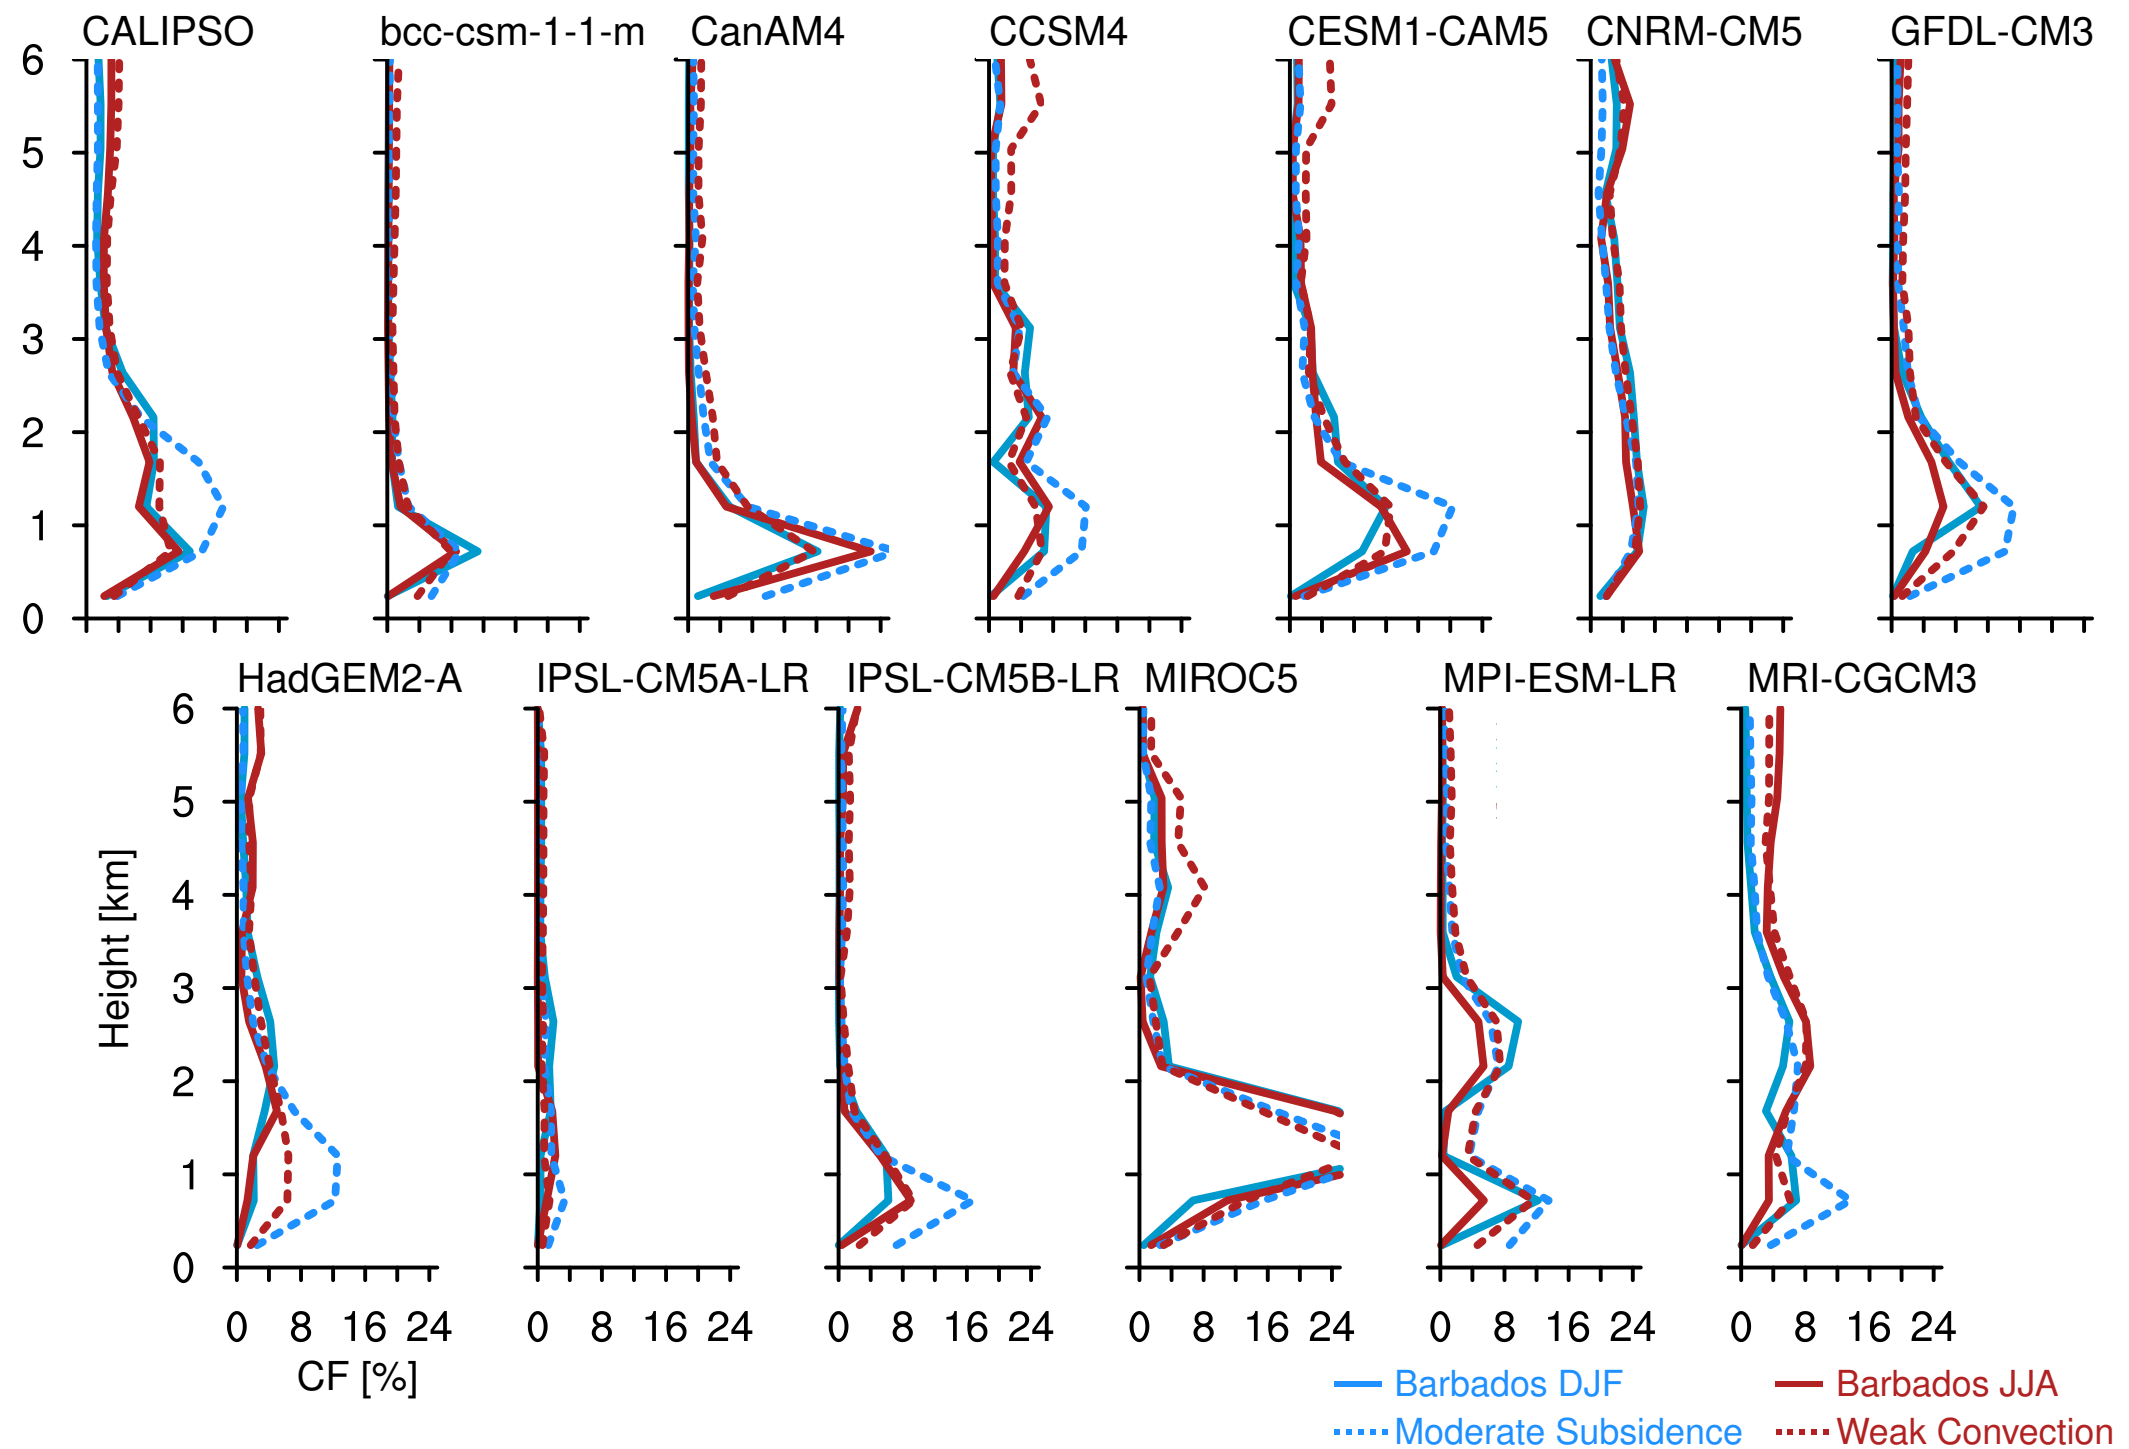 CALIPSO bcc-csm-1-1-m CanAM4 CCSM4 CESM1-CAM5 CNRM-CM5 GFDL-CM3
6
5
4
3
2
1
0
HadGEM2-A IPSL-CM5A-LR IPSL-CM5B-LR MIROC5 MPI-ESM-LR MRI-CGCM3
6
5
4
3
2
1
0
Height [km]
0 8 16 24 0 8 16 24 0 8 16 24 0 8 16 24 0 8 16 24 0 8 16 24
CF [%]
Barbados DJF Barbados JJA
Moderate Subsidence Weak Convection